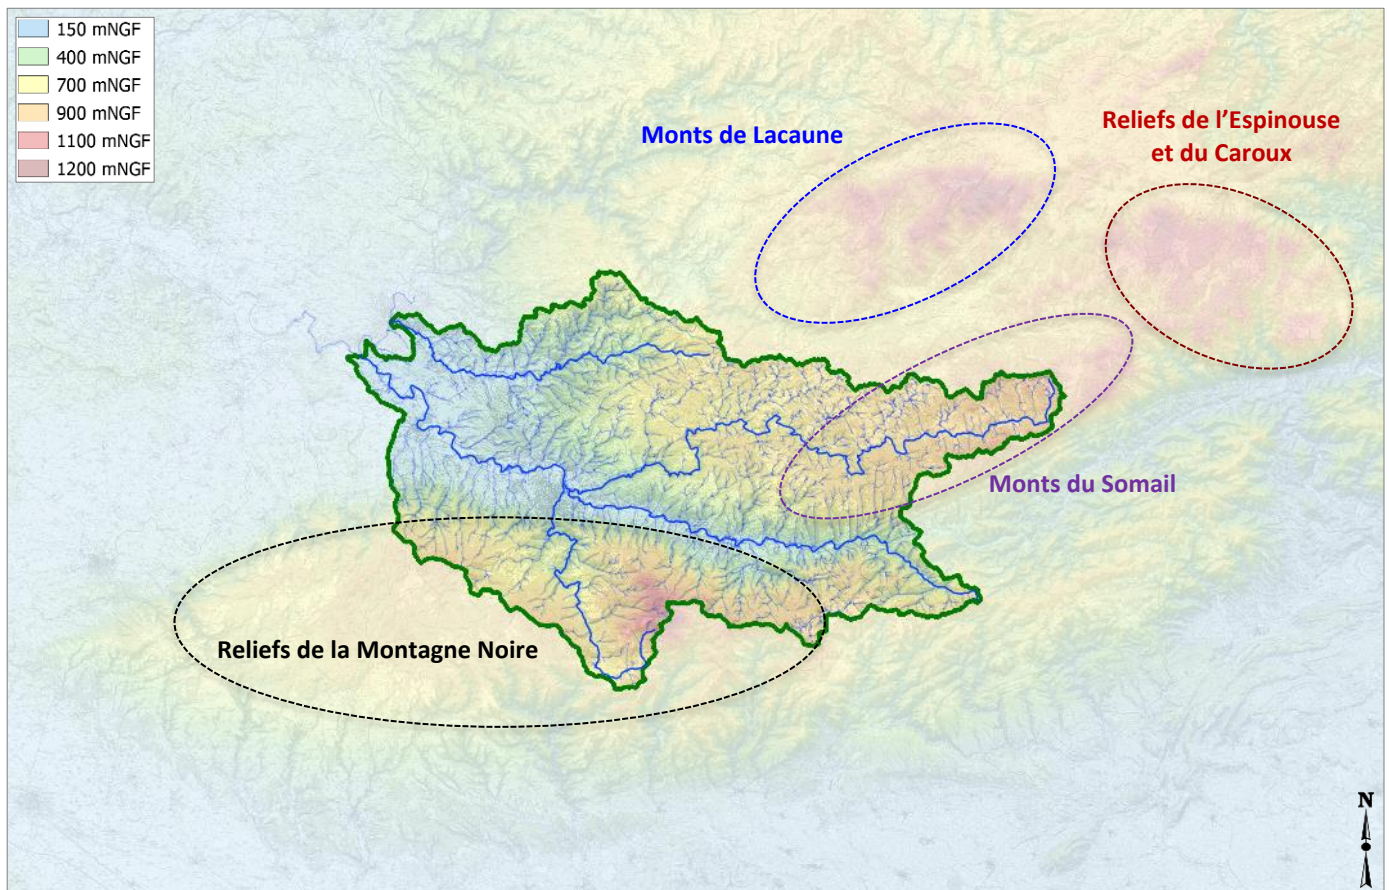 150 mNGF
400 mNGF
700 mNGF
900 mNGF
1100 mNGF
1200 mNGF
Monts de Lacaune
Reliefs de l’Espinouse
et du Caroux
Monts du Somail
Reliefs de la Montagne Noire
N